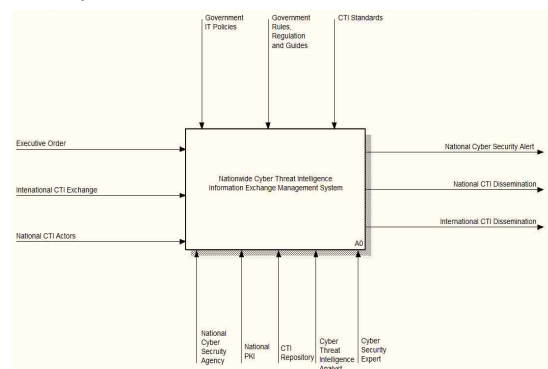 Government
IT Policies
Government
Rules,
Regulation
and Guides
CTI Standards
Executive Order
Intenational CTI Exchange
National CTI Actors
Nationwide Cyber Threat Intelligence
Information Exchange Management System
A0
National Cyber Security Alert
National CTI Dissemination
International CTI Dissemination
National
Cyber
Secruity
Agency
National
PKI
CTI
Repository
Cyber
Threat
Intelligence
Analyst
Cyber
Security
Expert